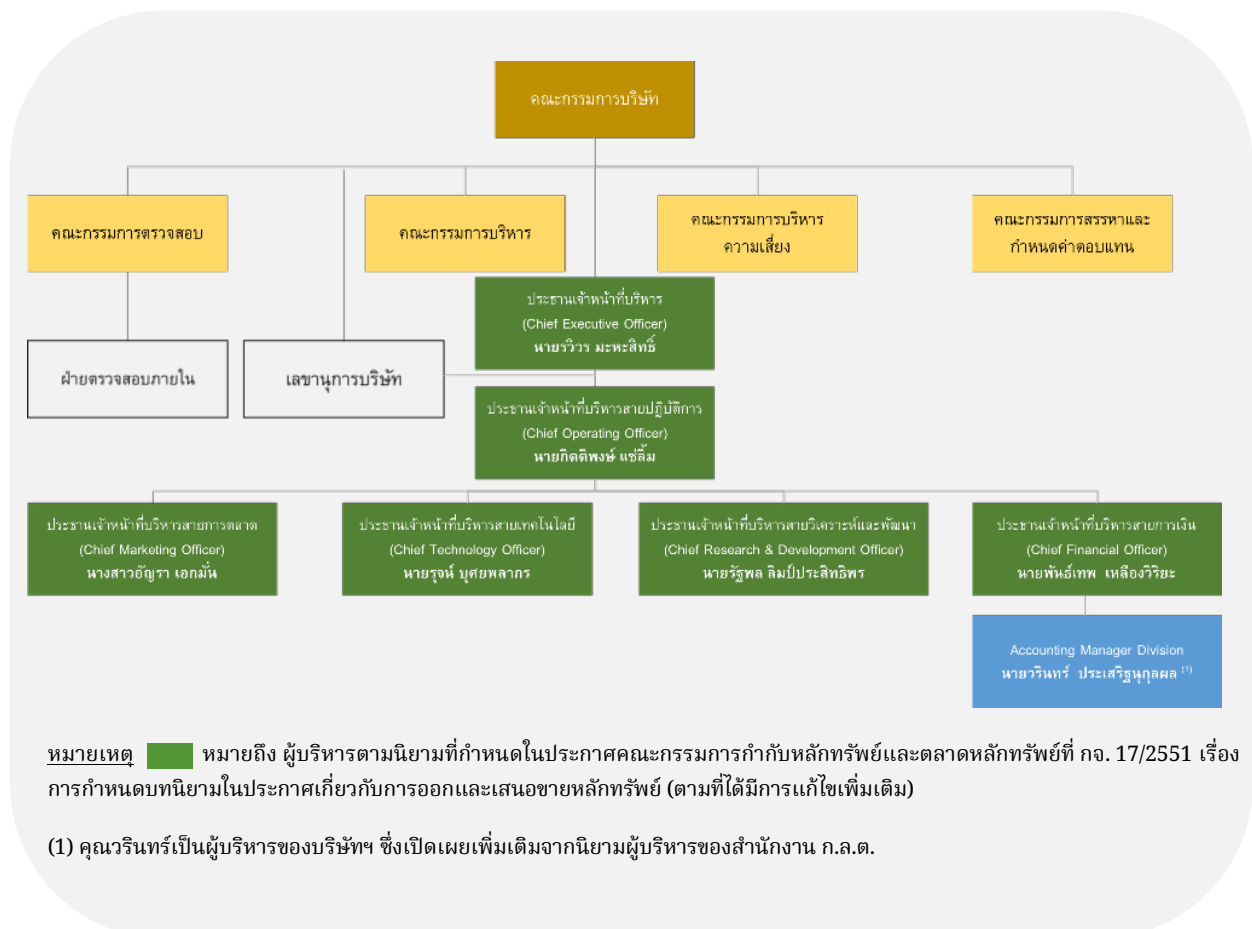 คณะกรรมการบริษัท
คณะกรรมการตรวจสอบ
คณะกรรมการบริหาร
คณะกรรมการบริหาร
ความเสี่ยง
คณะกรรมการสรรหาและ
กำหนดค่าตอบแทน
ประธานเจ้าหน้าที่บริหาร
(Chief Executive Officer)
นายรวิวร มะหะสิทธิ์
ฝ่ายตรวจสอบภายใน
เลขานุการบริษัท
ประธานเจ้าหน้าที่บริหารสายปฏิบัติการ
(Chief Operating Officer)
นายกิตติพงษ์ แซ่ลิ้ม
ประธานเจ้าหน้าที่บริหารสายการตลาด
(Chief Marketing Officer)
นางสาวอัญรา เอกมั่น
ประธานเจ้าหน้าที่บริหารสายเทคโนโลยี
(Chief Technology Officer)
นายรุจน์ บุศยพลากร
ประธานเจ้าหน้าที่บริหารสายวิเคราะห์และพัฒนา
(Chief Research & Development Officer)
นายรัฐพล ลิมป์ประสิทธิพร
ประธานเจ้าหน้าที่บริหารสายการเงิน
(Chief Financial Officer)
นายพันธ์เทพ เหลืองวิริยะ
Accounting Manager Division
นายวรินทร์ ประเสริฐนุกุลผล (1)
หมายเหตุ หมายถึง ผู้บริหารตามนิยามที่กำหนดในประกาศคณะกรรมการกำกับหลักทรัพย์และตลาดหลักทรัพย์ที่ กจ. 17/2551 เรื่อง
การกำหนดบทนิยามในประกาศเกี่ยวกับการออกและเสนอขายหลักทรัพย์ (ตามที่ได้มีการแก้ไขเพิ่มเติม)
(1) คุณวรินทร์เป็นผู้บริหารของบริษัทฯ ซึ่งเปิดเผยเพิ่มเติมจากนิยามผู้บริหารของสำนักงาน ก.ล.ต.